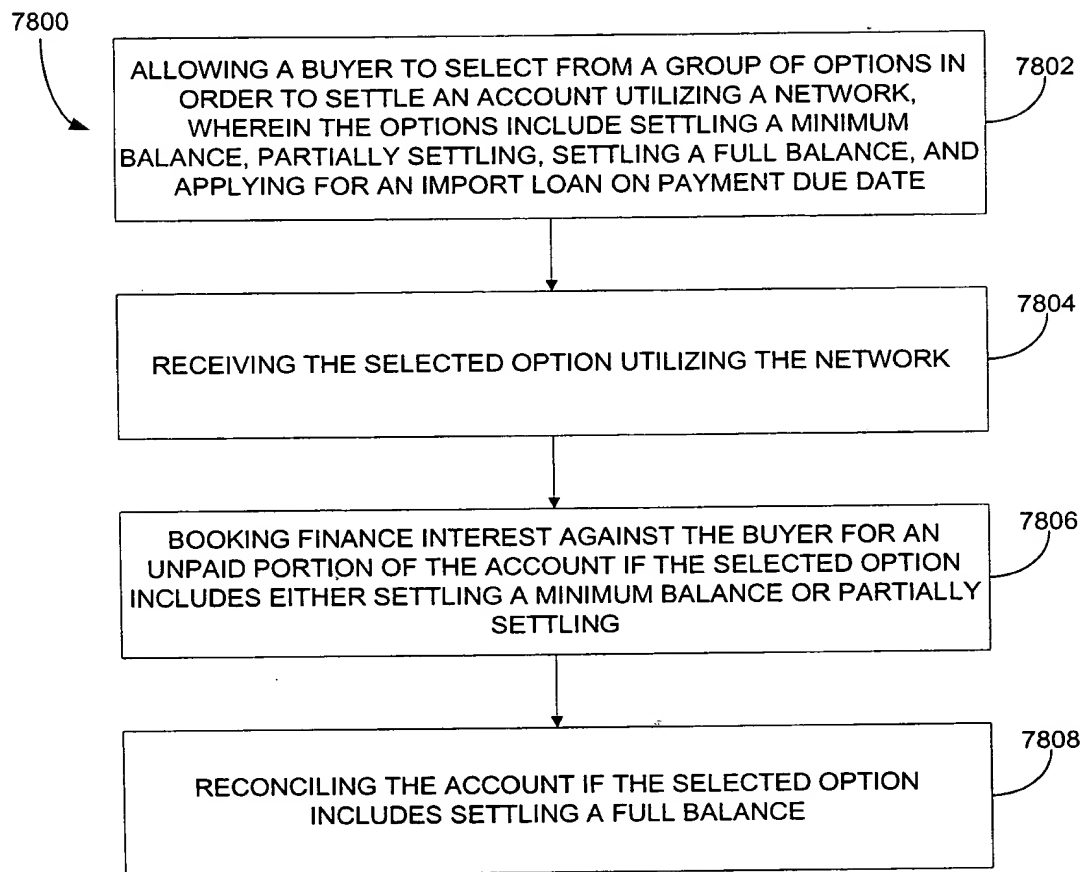 7800
ALLOWING A BUYER TO SELECT FROM A GROUP OF OPTIONS IN
ORDER TO SETTLE AN ACCOUNT UTILIZING A NETWORK,
WHEREIN THE OPTIONS INCLUDE SETTLING A MINIMUM
BALANCE, PARTIALLY SETTLING, SETTLING A FULL BALANCE, AND
APPLYING FOR AN IMPORT LOAN ON PAYMENT DUE DATE
7802
RECEIVING THE SELECTED OPTION UTILIZING THE NETWORK
7804
BOOKING FINANCE INTEREST AGAINST THE BUYER FOR AN
UNPAID PORTION OF THE ACCOUNT IF THE SELECTED OPTION
INCLUDES EITHER SETTLING A MINIMUM BALANCE OR PARTIALLY
SETTLING
7806
RECONCILING THE ACCOUNT IF THE SELECTED OPTION
INCLUDES SETTLING A FULL BALANCE
7808